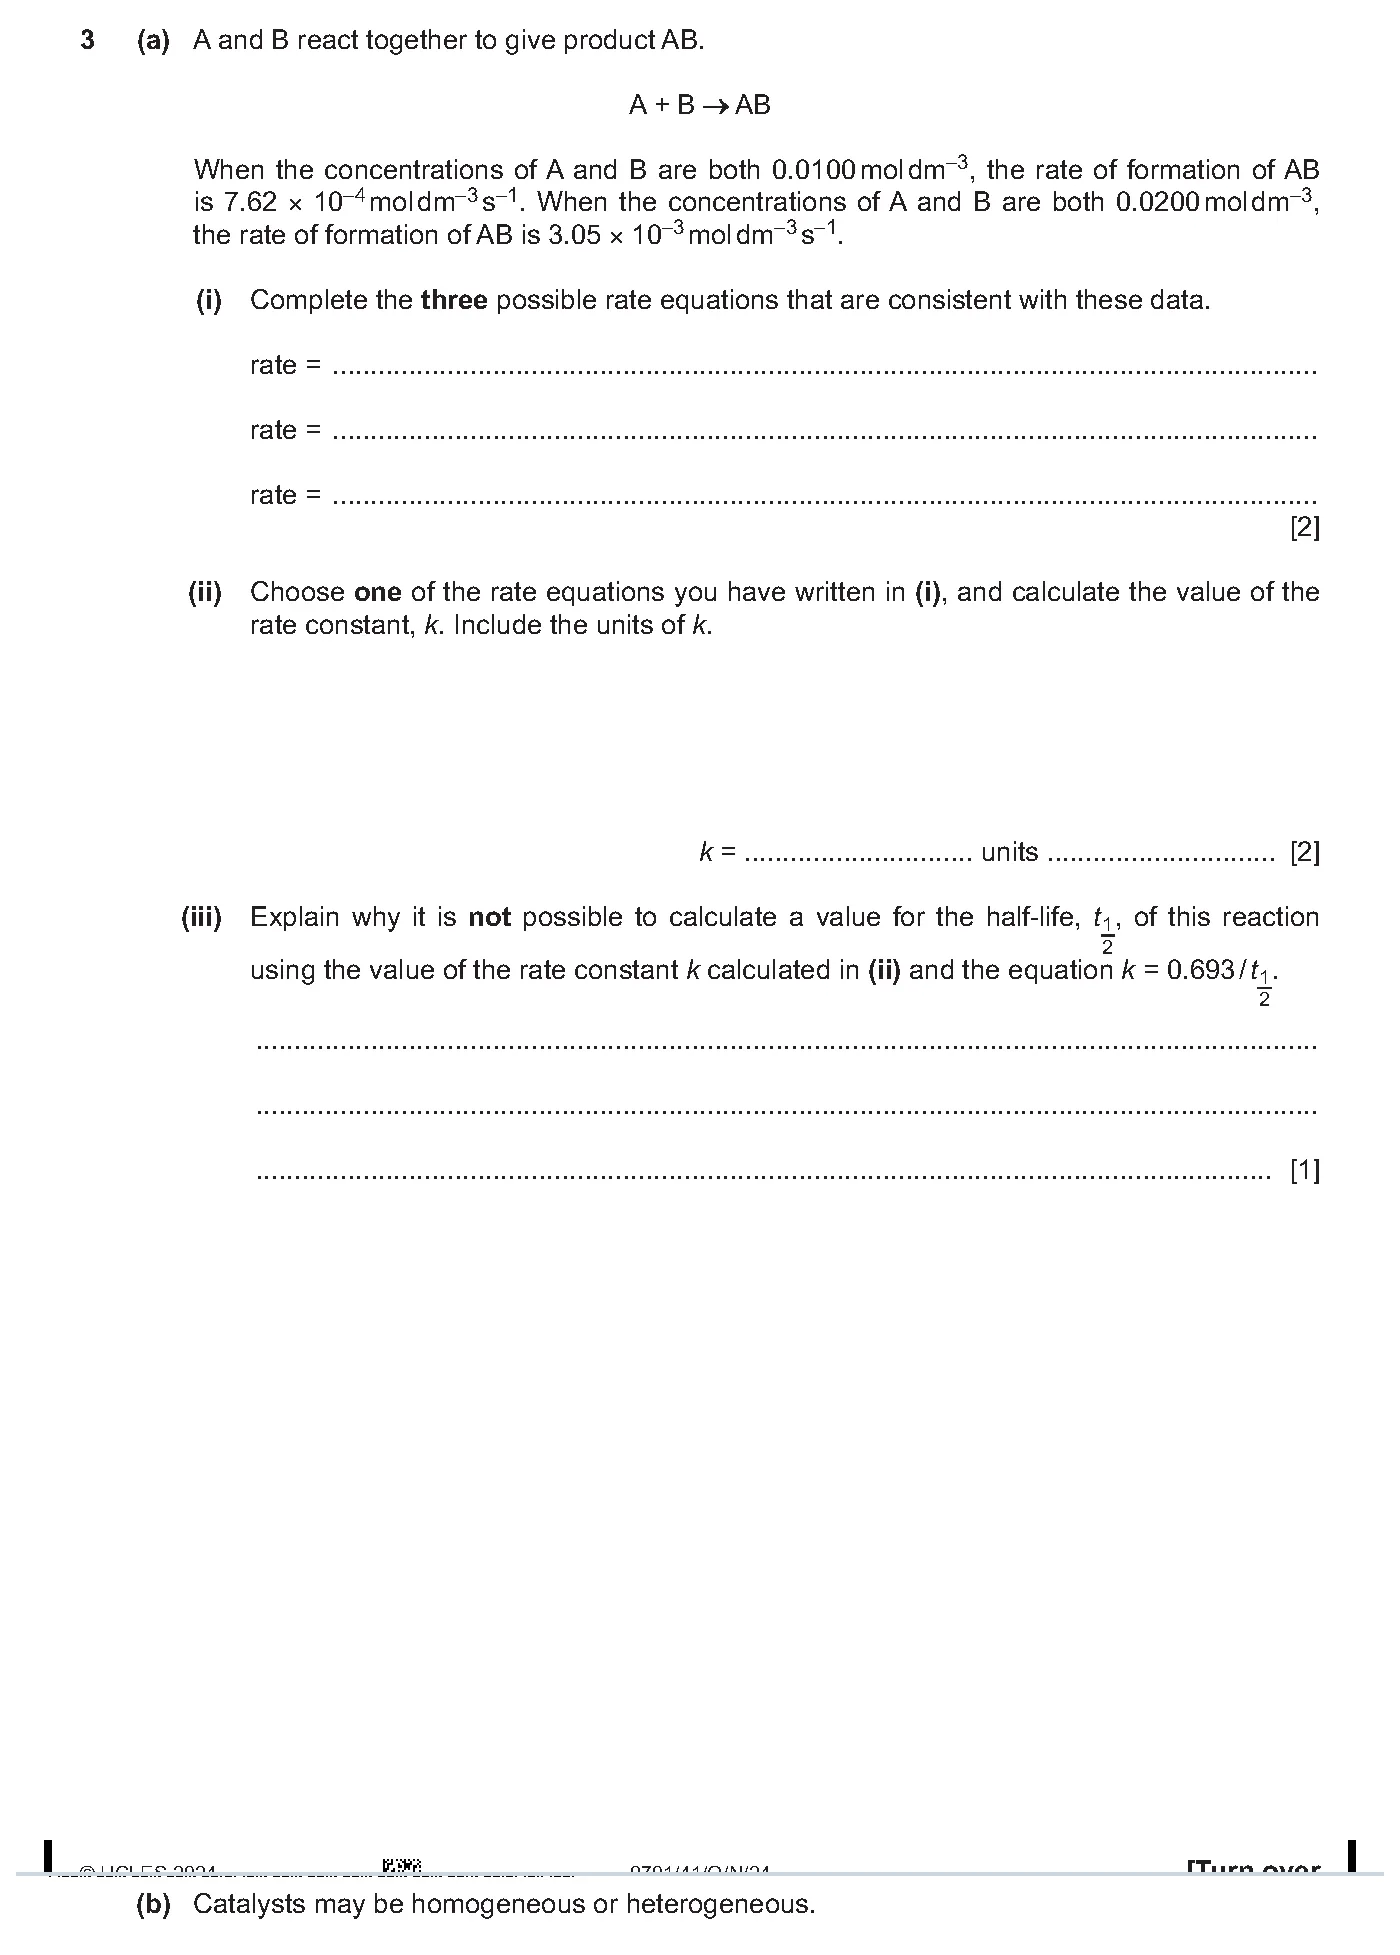 3 (a) A and B react together to give product AB.
A + B → AB
When the concentrations of A and B are both 0.0100 mol dm⁻³, the rate of formation of AB
is 7.62 × 10⁻⁴ mol dm⁻³ s⁻¹. When the concentrations of A and B are both 0.0200 mol dm⁻³,
the rate of formation of AB is 3.05 × 10⁻³ mol dm⁻³ s⁻¹.
(i) Complete the three possible rate equations that are consistent with these data.
rate = ....................
rate = ....................
rate = ....................
[2]
(ii) Choose one of the rate equations you have written in (i), and calculate the value of the
rate constant, k. Include the units of k.
k = .............................. units .............................. [2]
(iii) Explain why it is not possible to calculate a value for the half-life, t½, of this reaction
using the value of the rate constant k calculated in (ii) and the equation k = 0.693 / t½.
....................
....................
.................... [1]
© UCLES 2024 9701/41/O/N/24 [Turn over
(b) Catalysts may be homogeneous or heterogeneous.